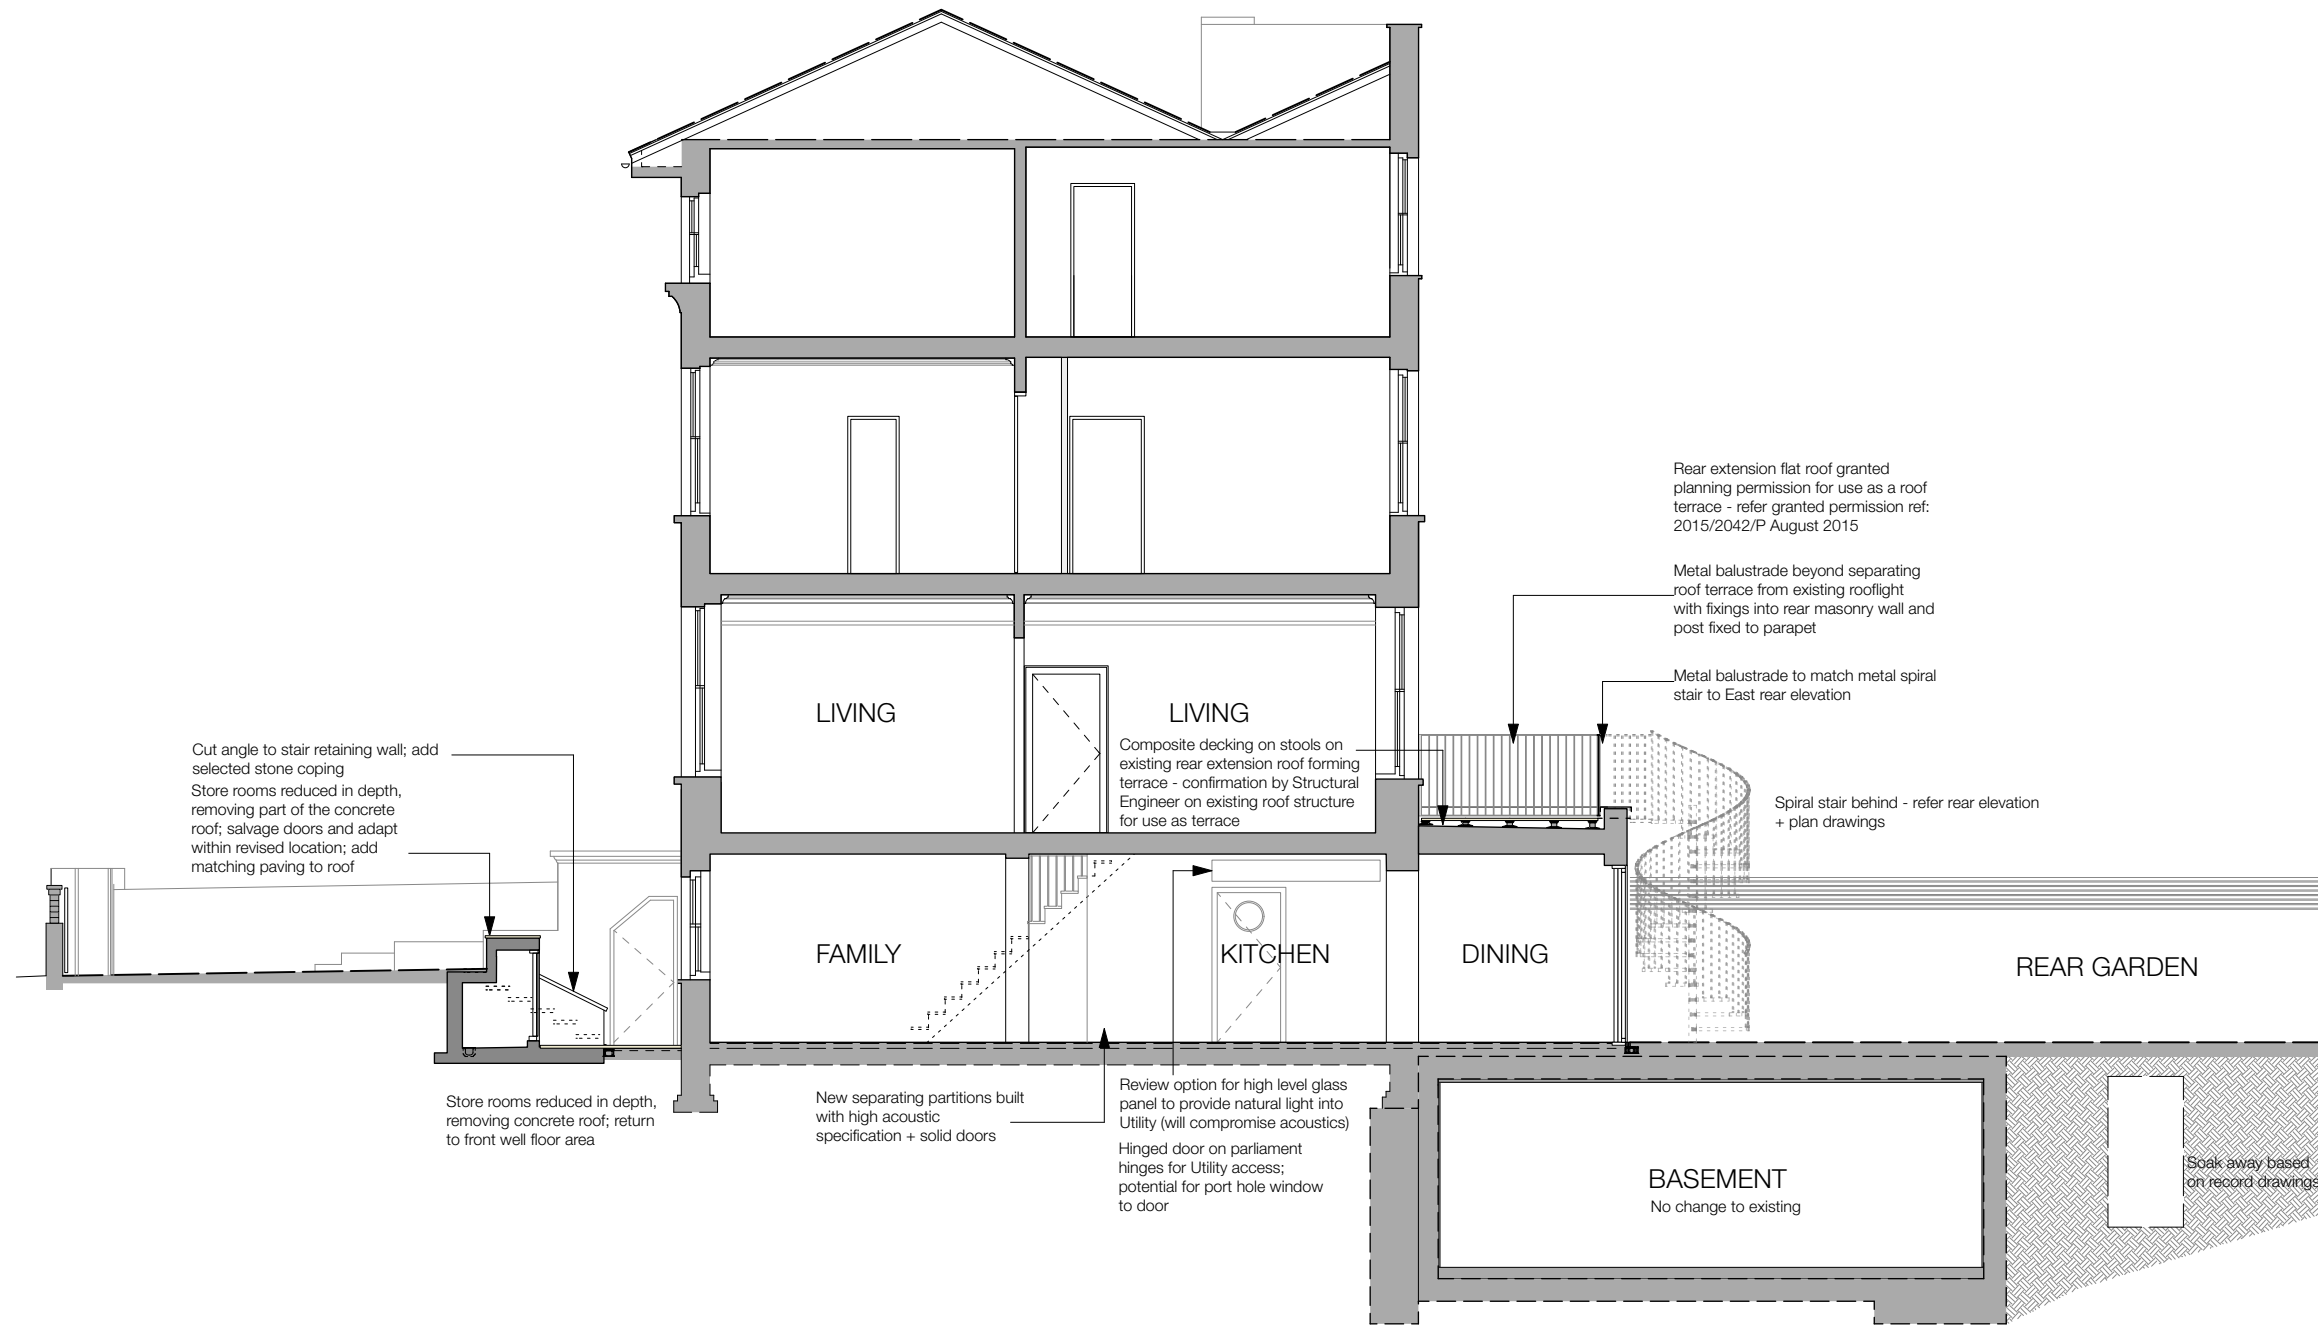 Rear extension flat roof granted
planning permission for use as a roof
terrace - refer granted permission ref:
2015/2042/P August 2015
Metal balustrade beyond separating
roof terrace from existing rooflight
with fixings into rear masonry wall and
post fixed to parapet
Metal balustrade to match metal spiral
stair to East rear elevation
LIVING
LIVING
Composite decking on stools on
existing rear extension roof forming
terrace - confirmation by Structural
Engineer on existing roof structure
for use as terrace
Cut angle to stair retaining wall; add
selected stone coping
Store rooms reduced in depth,
removing part of the concrete
roof; salvage doors and adapt
within revised location; add
matching paving to roof
Spiral stair behind - refer rear elevation
+ plan drawings
FAMILY
KITCHEN
DINING
REAR GARDEN
Store rooms reduced in depth,
removing concrete roof; return
to front well floor area
New separating partitions built
with high acoustic
specification + solid doors
Review option for high level glass
panel to provide natural light into
Utility (will compromise acoustics)
Hinged door on parliament
hinges for Utility access;
potential for port hole window
to door
BASEMENT
No change to existing
Soak away based
on record drawings